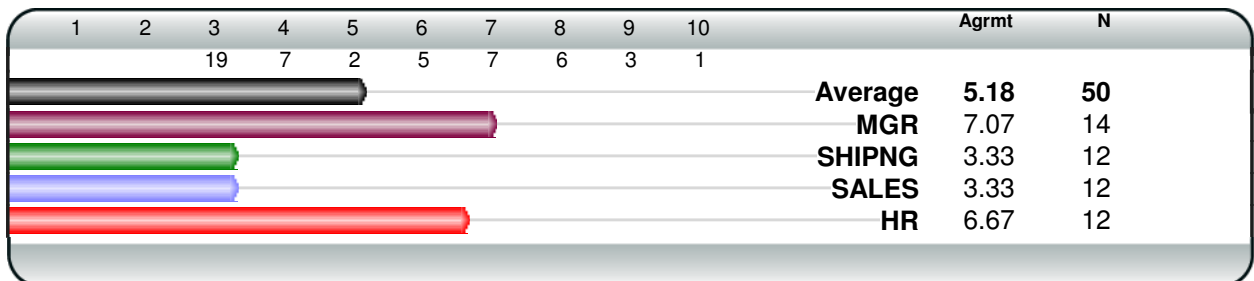 1 2 3 4 5 6 7 8 9 10 Agrmt N
19 7 2 5 7 6 3 1
Average 5.18 50
MGR 7.07 14
SHIPNG 3.33 12
SALES 3.33 12
HR 6.67 12